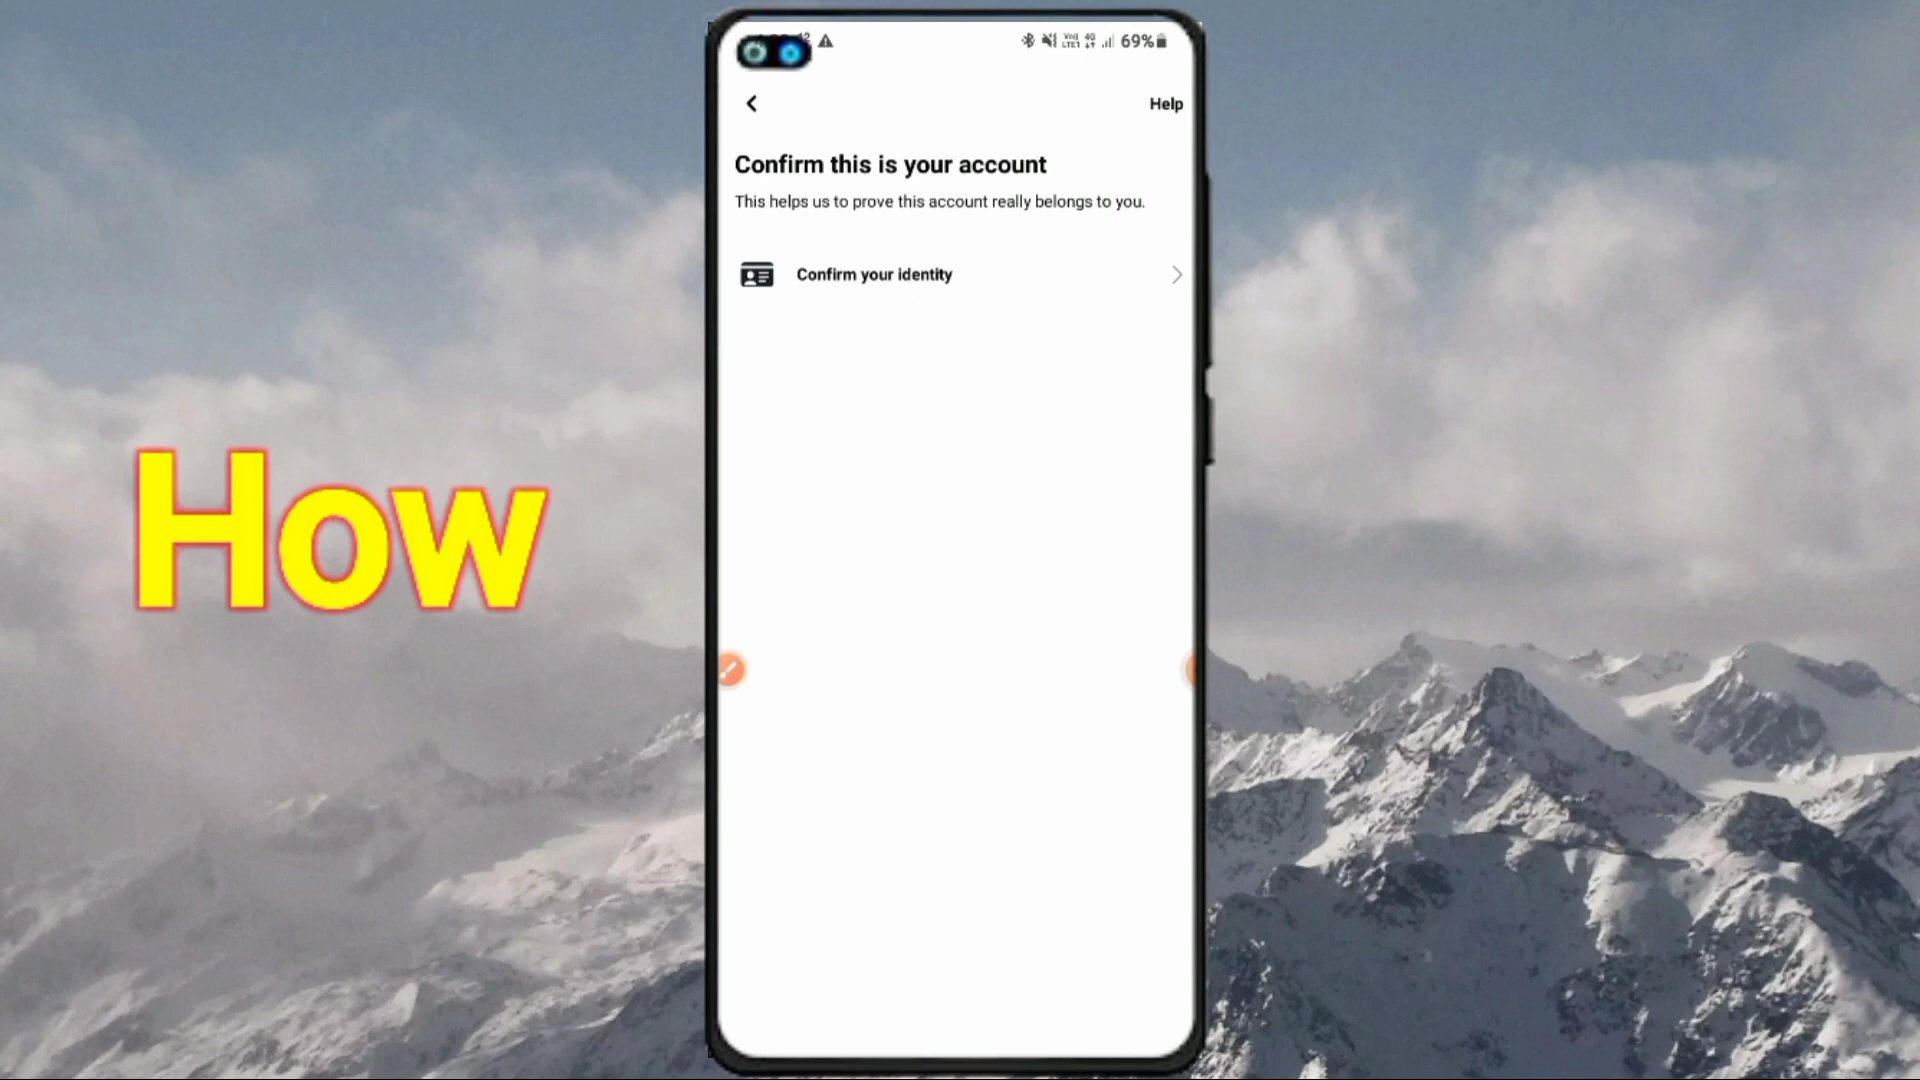 69%
Help
Confirm this is your account
This helps us to prove this account really belongs to you.
Confirm your identity
How